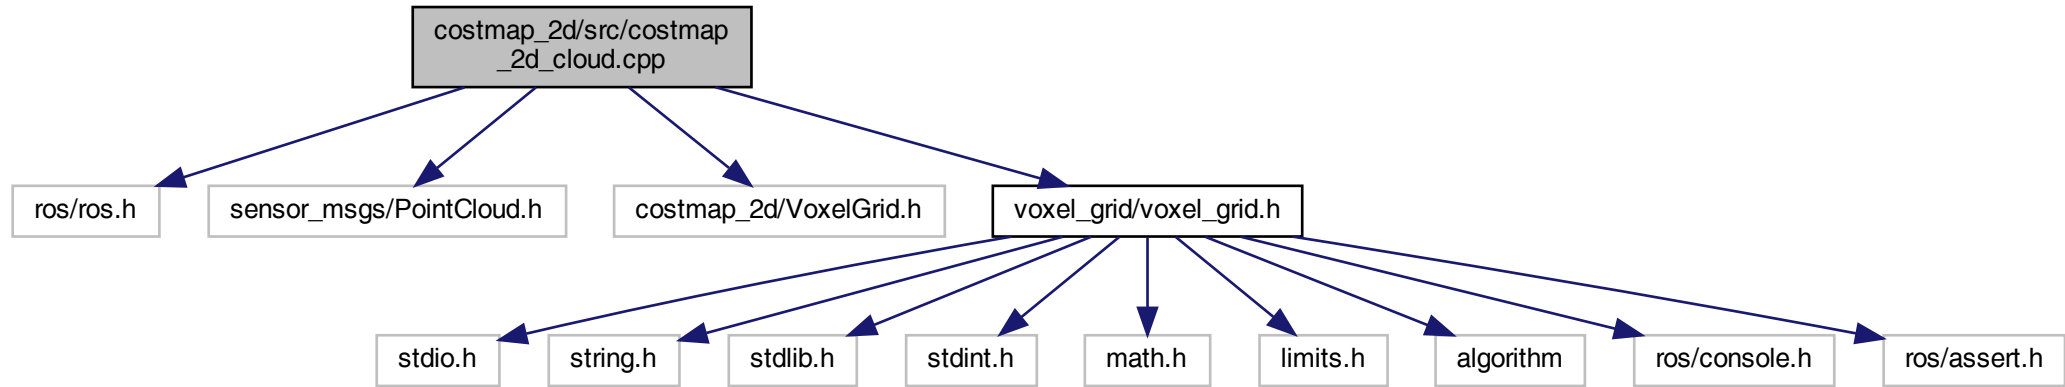 costmap_2d/src/costmap
_2d_cloud.cpp
ros/ros.h
sensor_msgs/PointCloud.h
costmap_2d/VoxelGrid.h
voxel_grid/voxel_grid.h
stdio.h
string.h
stdlib.h
stdint.h
math.h
limits.h
algorithm
ros/console.h
ros/assert.h